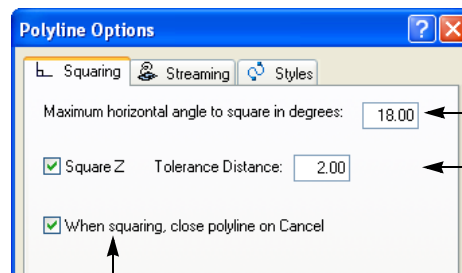 Polyline Options
Squaring Streaming Styles
Maximum horizontal angle to square in degrees: 18.00
Square Z Tolerance Distance: 2.00
When squaring, close polyline on Cancel